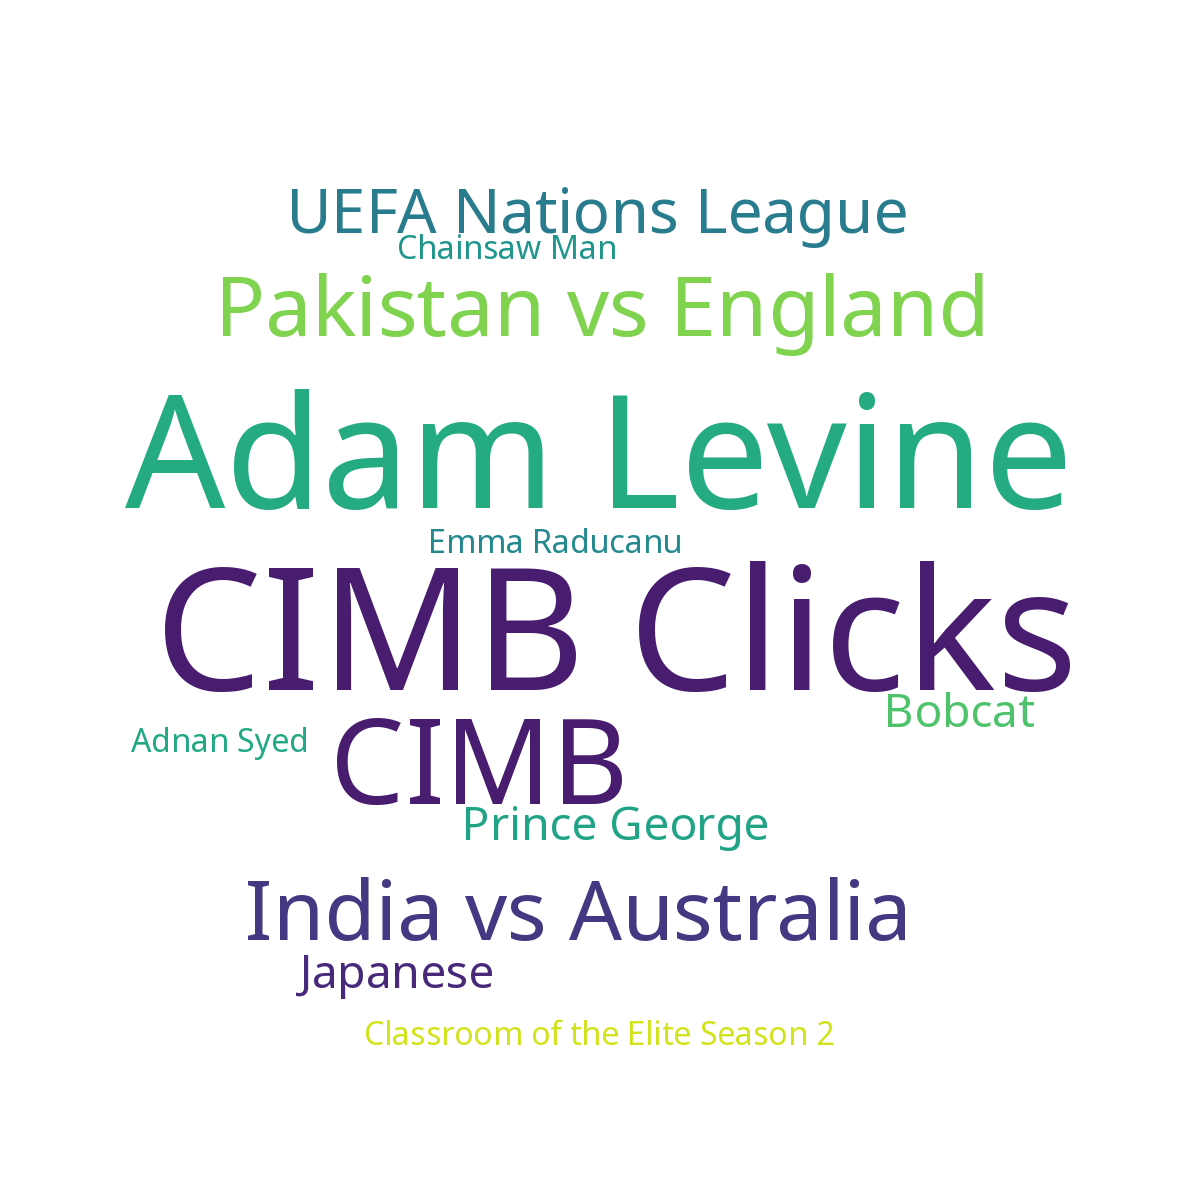 UEFA Nations League
Chainsaw Man
Pakistan vs England
Adam Levine
Emma Raducanu
CIMB Clicks
Bobcat
Adnan Syed
CIMB
Prince George
India vs Australia
Japanese
Classroom of the Elite Season 2